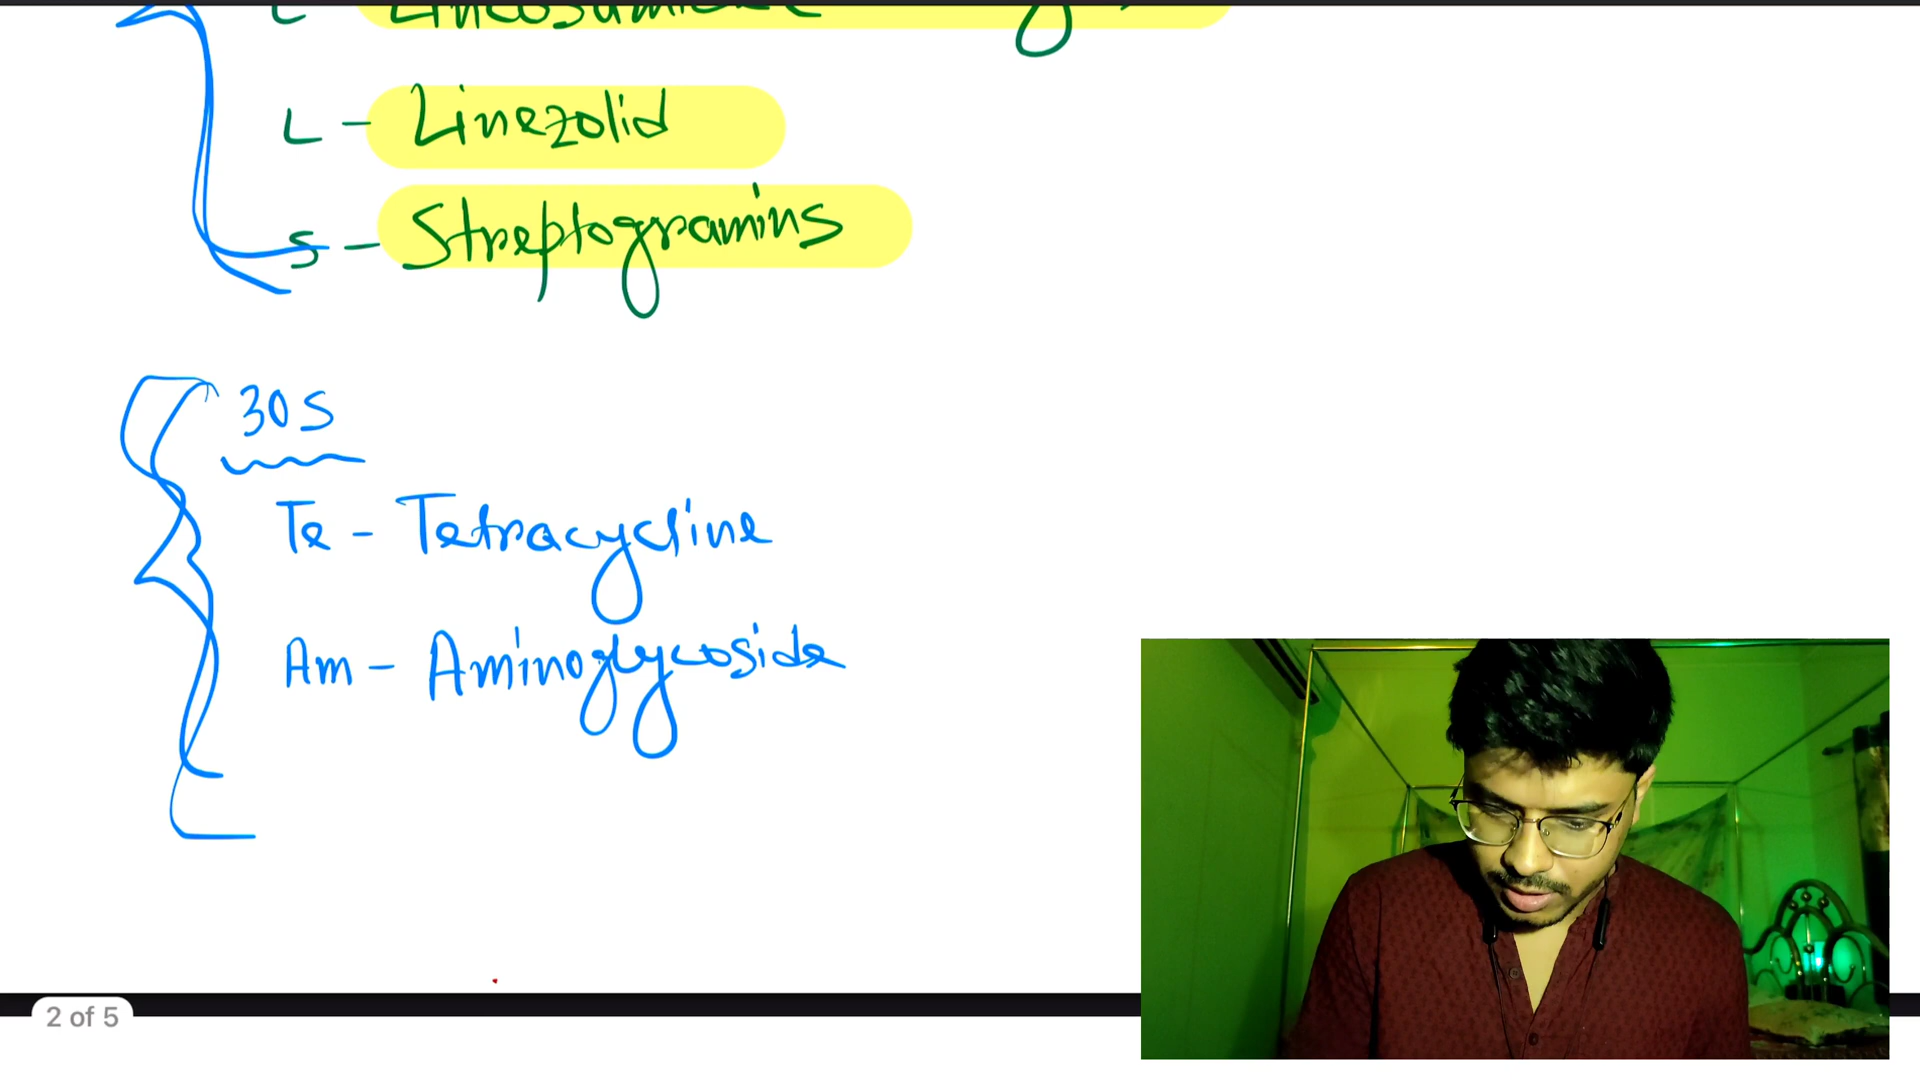 L - Linezolid
S - Streptogramins
30S
Te - Tetracycline
Am - Aminoglycoside
2 of 5